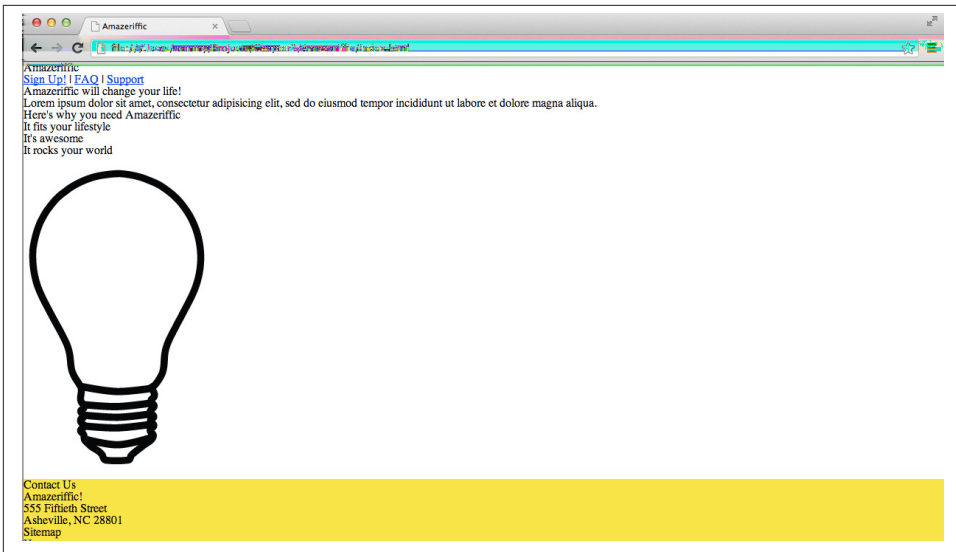 Amazeriffic
Amazeriffic
Sign Up! | FAQ | Support
Amazeriffic will change your life!
Lorem ipsum dolor sit amet, consectetur adipisicing elit, sed do eiusmod tempor incididunt ut labore et dolore magna aliqua.
Here's why you need Amazeriffic
It fits your lifestyle
It's awesome
It rocks your world
Contact Us
Amazeriffic!
555 Fiftieth Street
Asheville, NC 28801
Sitemap